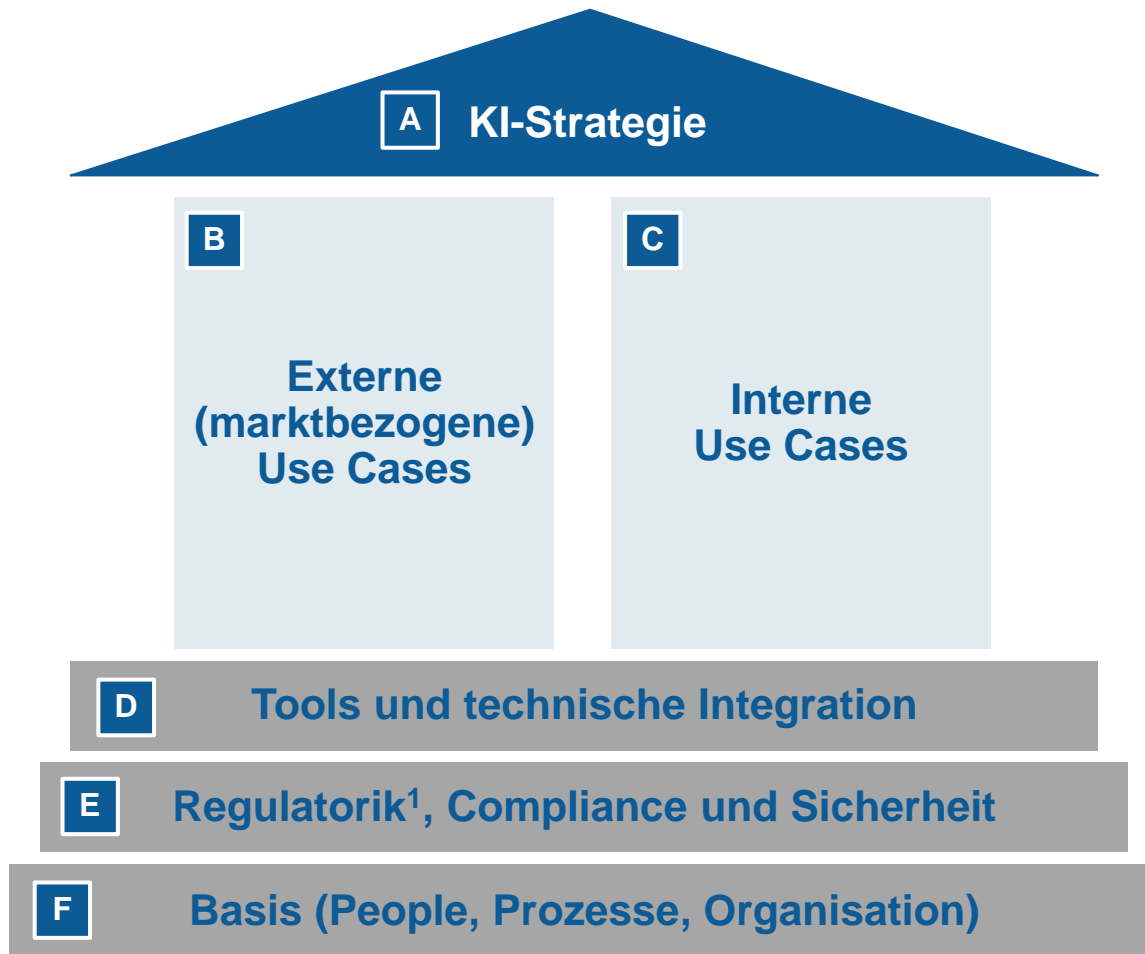 A KI-Strategie
B
Externe
(marktbezogene)
Use Cases
C
Interne
Use Cases
D Tools und technische Integration
E Regulatorik¹, Compliance und Sicherheit
F Basis (People, Prozesse, Organisation)